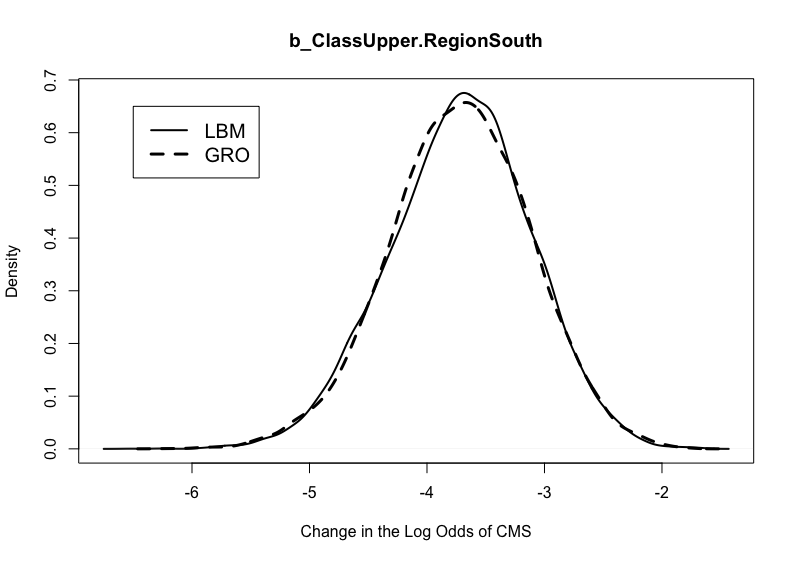 b_ClassUpper.RegionSouth
0.7
0.6
0.5
0.4
0.3
0.2
0.1
0.0
Density
LBM
GRO
-6 -5 -4 -3 -2
Change in the Log Odds of CMS